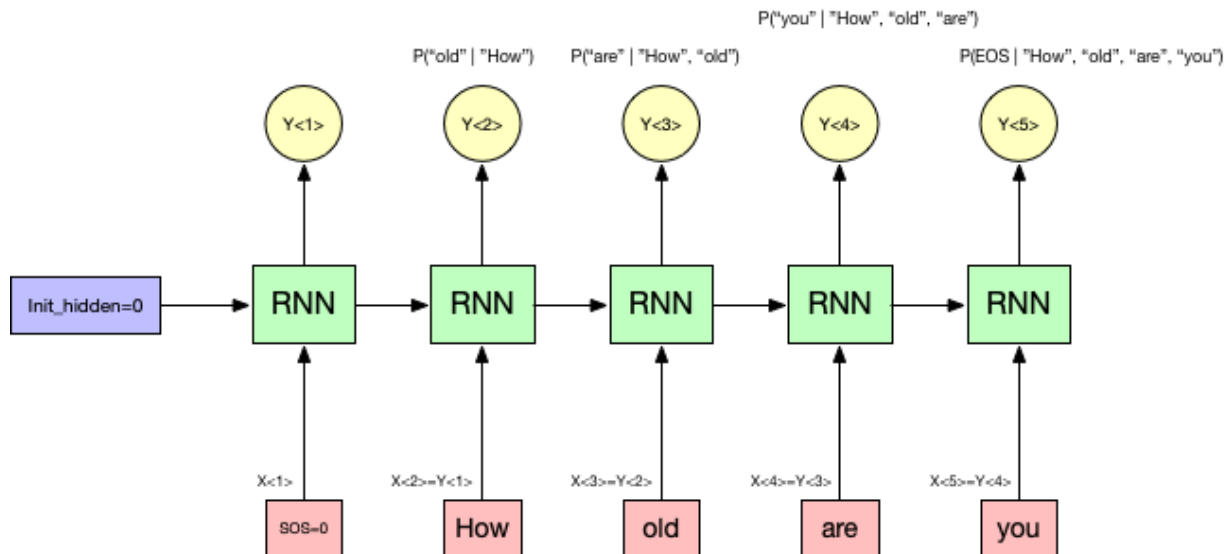 P(“you” | ”How”, “old”, “are”)
P(“old” | ”How”)
P(“are” | ”How”, “old”)
P(EOS | ”How”, “old”, “are”, “you”)
Y<1>
Y<2>
Y<3>
Y<4>
Y<5>
Init_hidden=0
RNN
RNN
RNN
RNN
RNN
X<1>
X<2>=Y<1>
X<3>=Y<2>
X<4>=Y<3>
X<5>=Y<4>
SOS=0
How
old
are
you